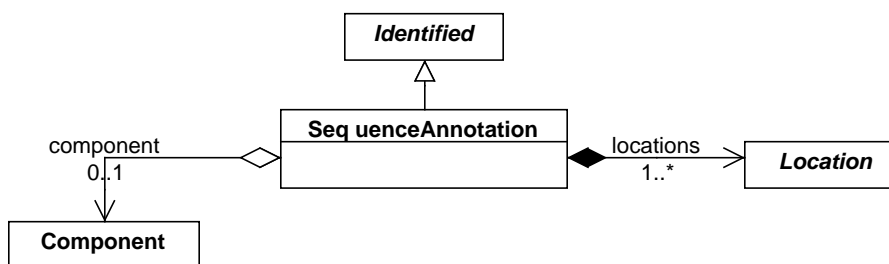 Identified
Seq uenceAnnotation
component
0..1
locations
1..*
Location
Component